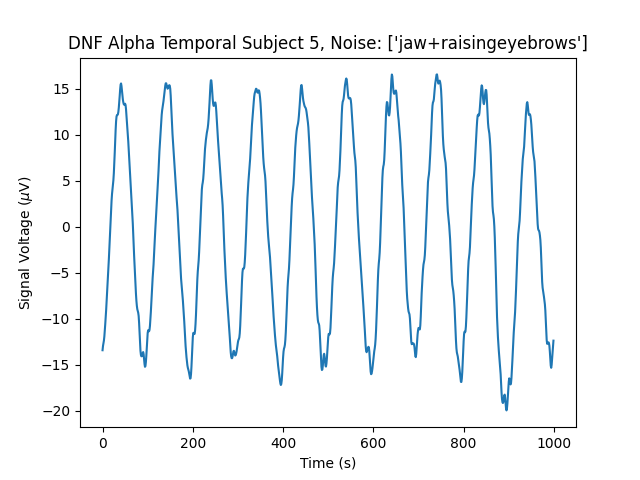 DNF Alpha Temporal Subject 5, Noise: ['jaw+raisingeyebrows']
Signal Voltage (μV)
15
10
5
0
−5
−10
−15
−20
0 200 400 600 800 1000
Time (s)